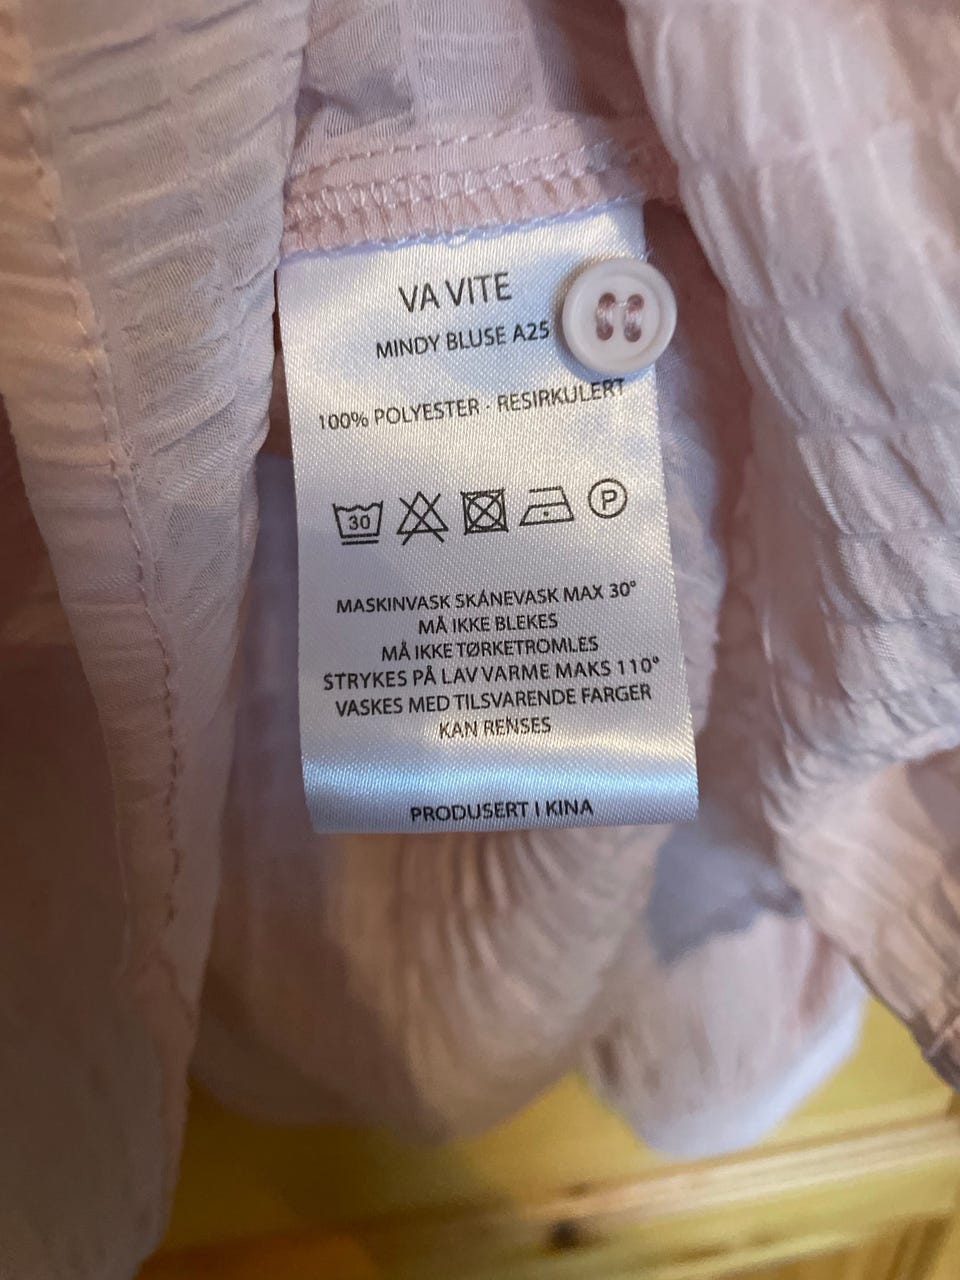 VA VITE
MINDY BLUSE A25
100% POLYESTER - RESIRKULERT
30 P
MASKINVASK SKÅNEVASK MAX 30°
MÅ IKKE BLEKES
MÅ IKKE TØRKETROMLES
STRYKES PÅ LAV VARME MAKS 110°
VASKES MED TILSVARENDE FARGER
KAN RENSES
PRODUSERT I KINA